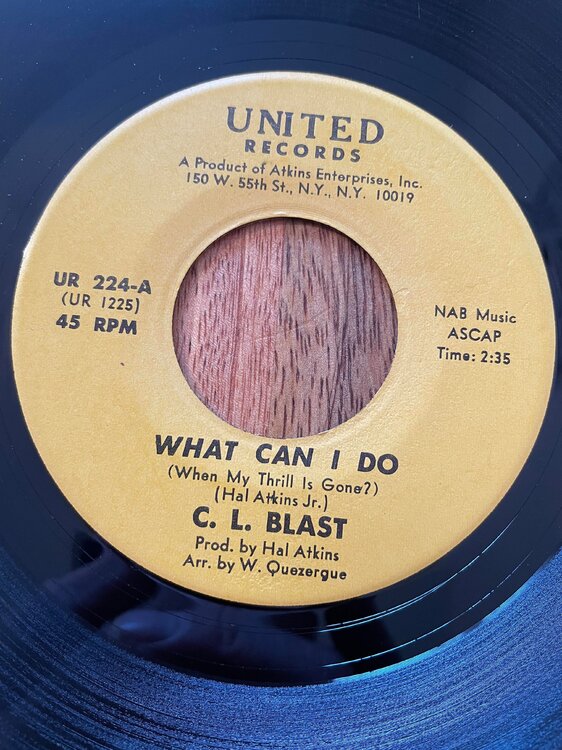 UNITED
RECORDS
A Product of Atkins Enterprises, Inc.
150 W. 55th St., N.Y., N.Y. 10019
UR 224-A
(UR 1225)
45 RPM
NAB Music
ASCAP
Time: 2:35
WHAT CAN I DO
(When My Thrill Is Gone?)
(Hal Atkins Jr.)
C. L. BLAST
Prod. by Hal Atkins
Arr. by W. Quezergue